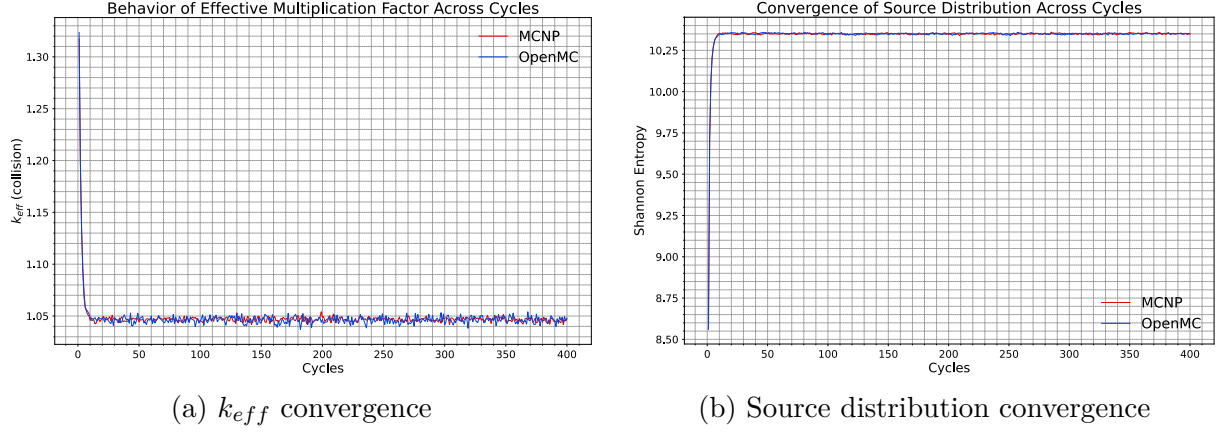 Behavior of Effective Multiplication Factor Across Cycles
MCNP
OpenMC
1.30
1.25
1.20
1.15
1.10
1.05
k_eff (collision)
0 50 100 150 200 250 300 350 400
Cycles
(a) k_eff convergence
Convergence of Source Distribution Across Cycles
10.25
10.00
9.75
9.50
9.25
9.00
8.75
8.50
Shannon Entropy
MCNP
OpenMC
0 50 100 150 200 250 300 350 400
Cycles
(b) Source distribution convergence